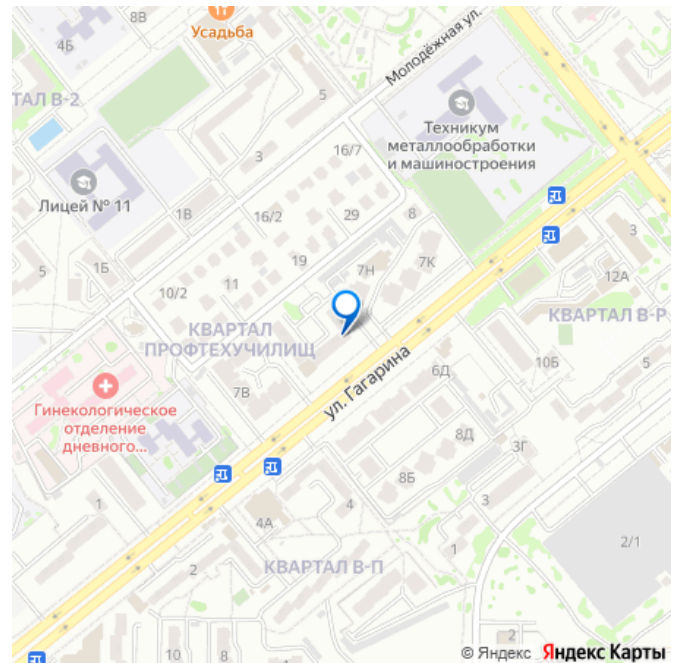 8В
Усадьба
4Б
Молодёжная ул.
5
ТАЛ В-2
Техникум
металлообработки
и машиностроения
3
16/7
Лицей № 11
1В
16/2
29
8
5
1Б
19
7Н
7К
12А
10/2
11
КВАРТАЛ
ПРОФТЕХУЧИЛИЩ
КВАРТАЛ В-Р
10Б
7В
6Д
ул. Гагарина
Гинекологическое
отделение
дневного...
8Д
3Г
8Б
1
4
3
4А
1
2/1
2
КВАРТАЛ В-П
2
10
8
5
© Яндекс Яндекс Карты